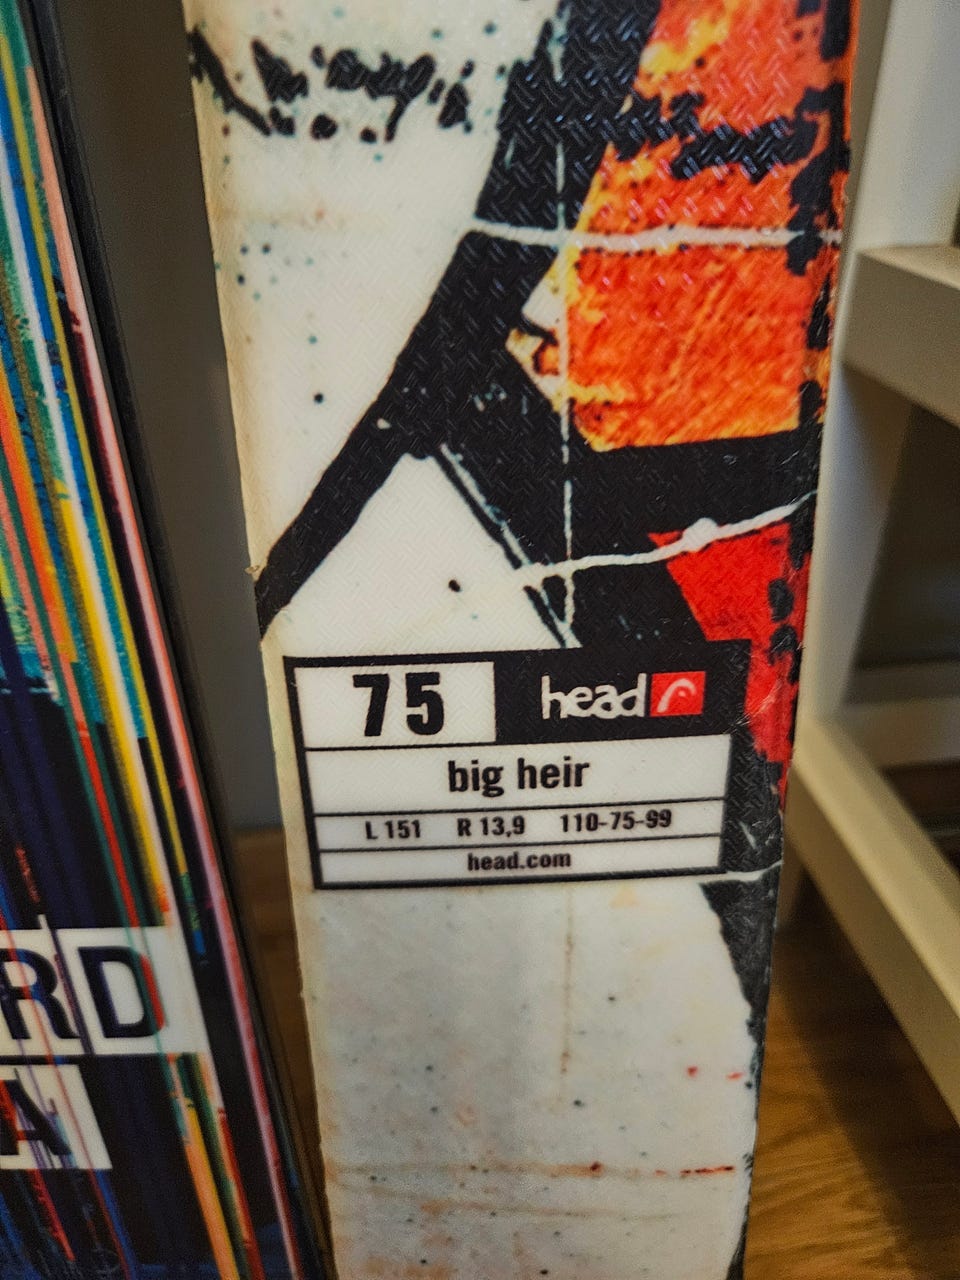 75 head
big heir
L 151 R 13,9 110-75-99
head.com
RD
A